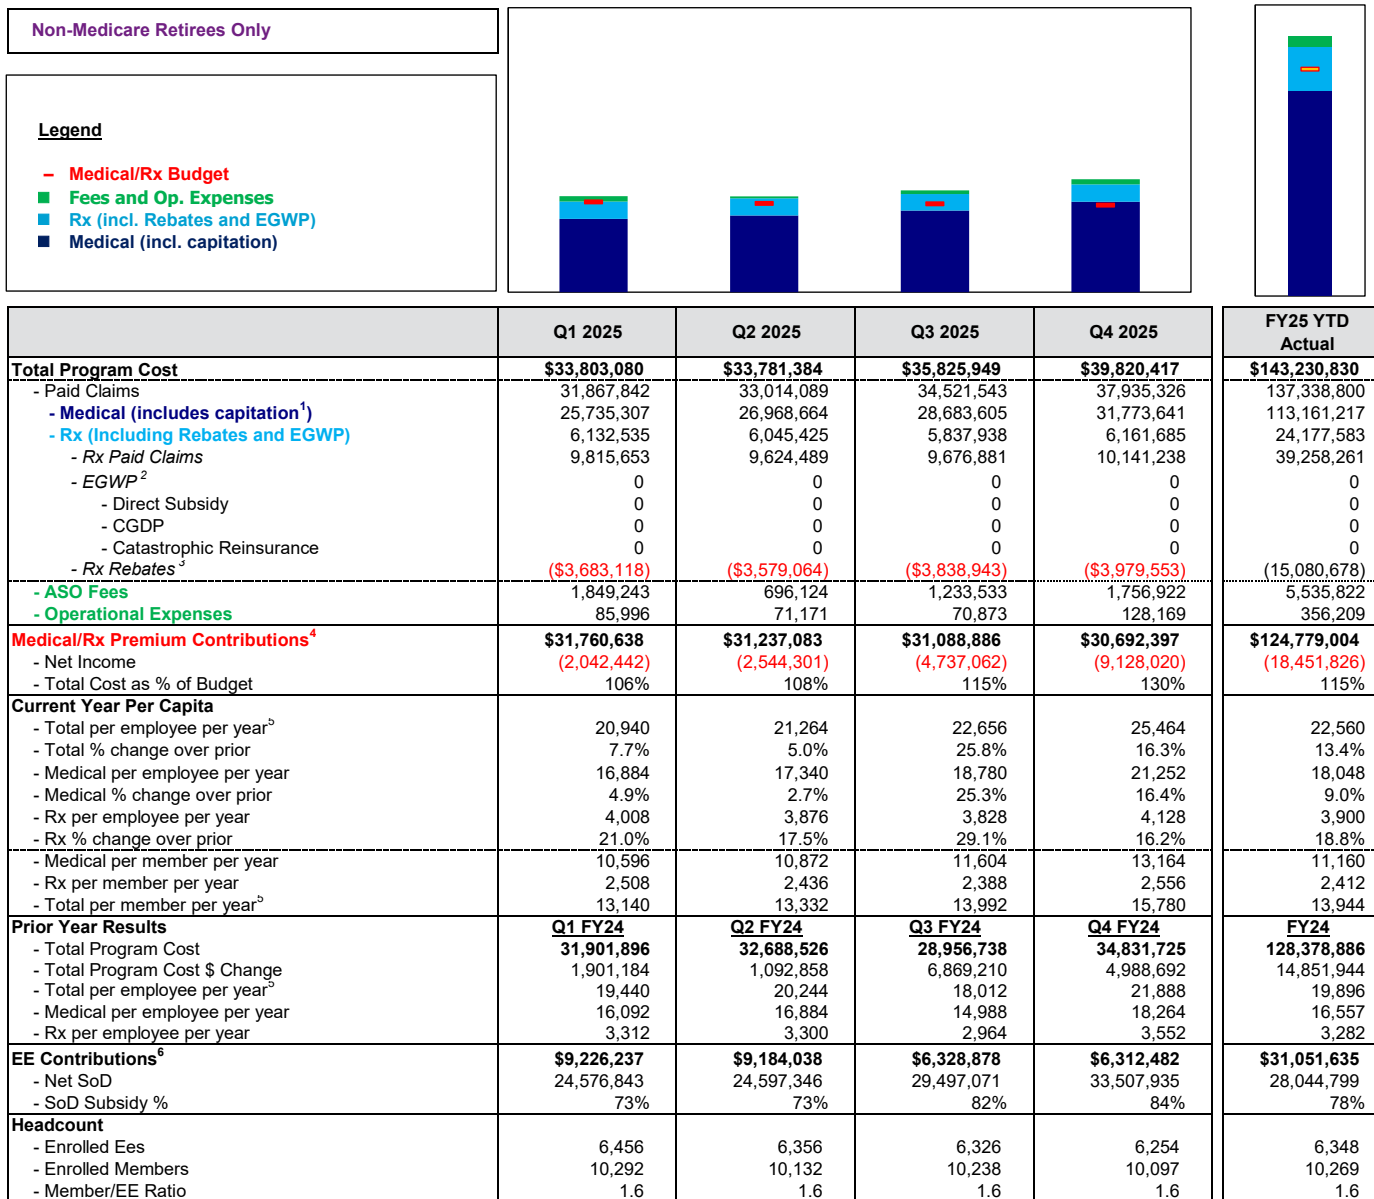 Non-Medicare Retirees Only
Legend
Medical/Rx Budget
Fees and Op. Expenses
Rx (incl. Rebates and EGWP)
Medical (incl. capitation)
Q1 2025 Q2 2025 Q3 2025 Q4 2025 FY25 YTD Actual
Total Program Cost $33,803,080 $33,781,384 $35,825,949 $39,820,417 $143,230,830
- Paid Claims 31,867,842 33,014,089 34,521,543 37,935,326 137,338,800
- Medical (includes capitation1) 25,735,307 26,968,664 28,683,605 31,773,641 113,161,217
- Rx (Including Rebates and EGWP) 6,132,535 6,045,425 5,837,938 6,161,685 24,177,583
- Rx Paid Claims 9,815,653 9,624,489 9,676,881 10,141,238 39,258,261
- EGWP 2 0 0 0 0 0
- Direct Subsidy 0 0 0 0 0
- CGDP 0 0 0 0 0
- Catastrophic Reinsurance 0 0 0 0 0
- Rx Rebates 3 ($3,683,118) ($3,579,064) ($3,838,943) ($3,979,553) (15,080,678)
- ASO Fees 1,849,243 696,124 1,233,533 1,756,922 5,535,822
- Operational Expenses 85,996 71,171 70,873 128,169 356,209
Medical/Rx Premium Contributions4 $31,760,638 $31,237,083 $31,088,886 $30,692,397 $124,779,004
- Net Income (2,042,442) (2,544,301) (4,737,062) (9,128,020) (18,451,826)
- Total Cost as % of Budget 106% 108% 115% 130% 115%
Current Year Per Capita
- Total per employee per year5 20,940 21,264 22,656 25,464 22,560
- Total % change over prior 7.7% 5.0% 25.8% 16.3% 13.4%
- Medical per employee per year 16,884 17,340 18,780 21,252 18,048
- Medical % change over prior 4.9% 2.7% 25.3% 16.4% 9.0%
- Rx per employee per year 4,008 3,876 3,828 4,128 3,900
- Rx % change over prior 21.0% 17.5% 29.1% 16.2% 18.8%
- Medical per member per year 10,596 10,872 11,604 13,164 11,160
- Rx per member per year 2,508 2,436 2,388 2,556 2,412
- Total per member per year5 13,140 13,332 13,992 15,780 13,944
Prior Year Results Q1 FY24 Q2 FY24 Q3 FY24 Q4 FY24 FY24
- Total Program Cost 31,901,896 32,688,526 28,956,738 34,831,725 128,378,886
- Total Program Cost $ Change 1,901,184 1,092,858 6,869,210 4,988,692 14,851,944
- Total per employee per year5 19,440 20,244 18,012 21,888 19,896
- Medical per employee per year 16,092 16,884 14,988 18,264 16,557
- Rx per employee per year 3,312 3,300 2,964 3,552 3,282
EE Contributions6 $9,226,237 $9,184,038 $6,328,878 $6,312,482 $31,051,635
- Net SoD 24,576,843 24,597,346 29,497,071 33,507,935 28,044,799
- SoD Subsidy % 73% 73% 82% 84% 78%
Headcount
- Enrolled Ees 6,456 6,356 6,326 6,254 6,348
- Enrolled Members 10,292 10,132 10,238 10,097 10,269
- Member/EE Ratio 1.6 1.6 1.6 1.6 1.6